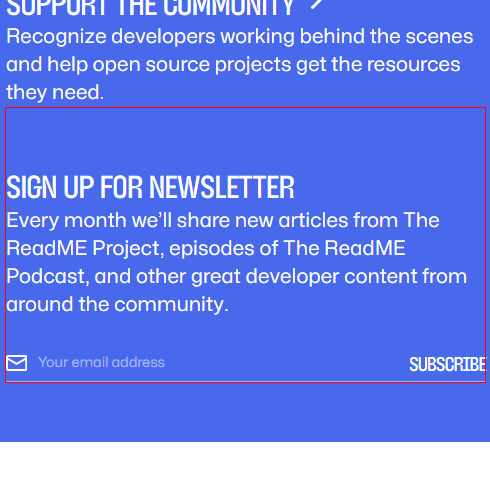 SUPPORT THE COMMUNITY
Recognize developers working behind the scenes
and help open source projects get the resources
they need.
SIGN UP FOR NEWSLETTER
Every month we’ll share new articles from The
ReadME Project, episodes of The ReadME
Podcast, and other great developer content from
around the community.
Your email address
SUBSCRIBE